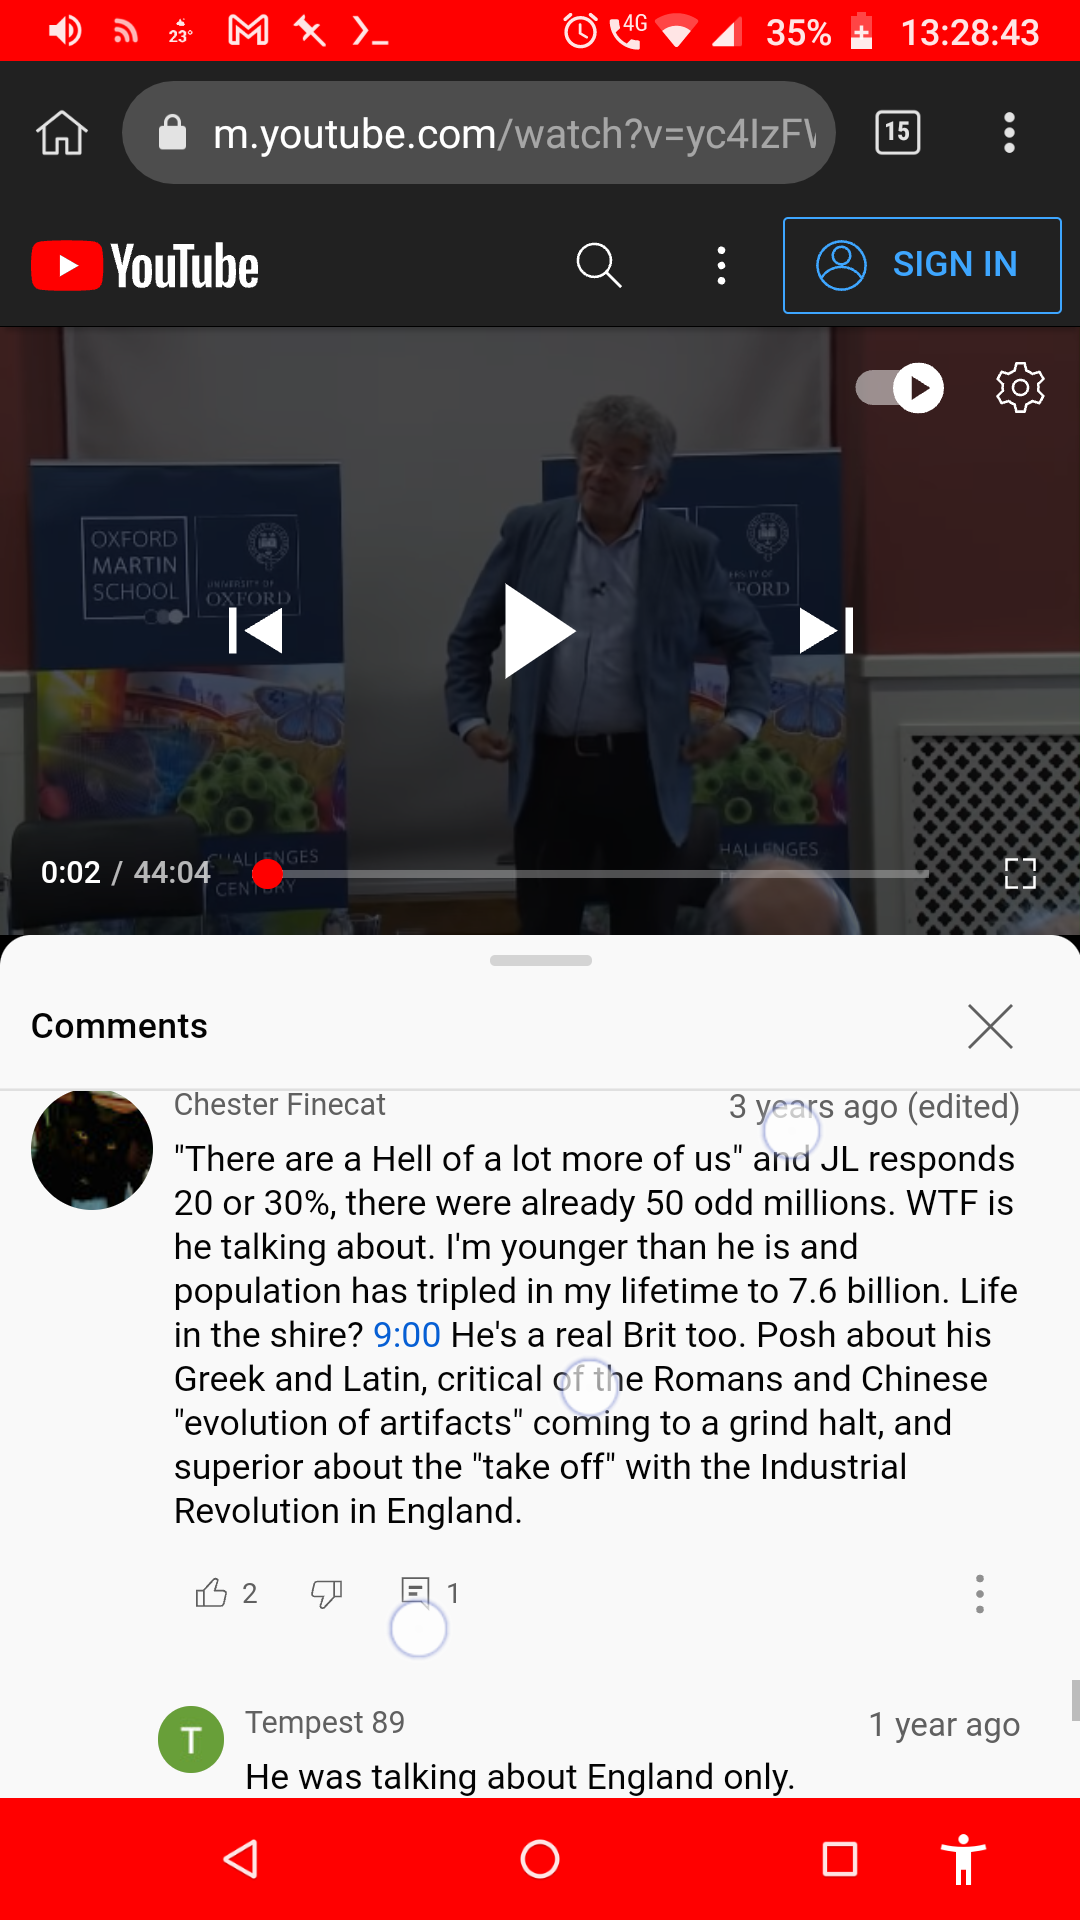 23°
4G
35%
13:28:43
m.youtube.com/watch?v=yc4IzFV
15
YouTube
SIGN IN
OXFORD
MARTIN
SCHOOL
UNIVERSITY OF
OXFORD
0:02 / 44:04
CHALLENGES
CENTURY
HALLENGES
Comments
Chester Finecat
3 years ago (edited)
"There are a Hell of a lot more of us" and JL responds
20 or 30%, there were already 50 odd millions. WTF is
he talking about. I'm younger than he is and
population has tripled in my lifetime to 7.6 billion. Life
in the shire? 9:00 He's a real Brit too. Posh about his
Greek and Latin, critical of the Romans and Chinese
"evolution of artifacts" coming to a grind halt, and
superior about the "take off" with the Industrial
Revolution in England.
2
1
T
Tempest 89
1 year ago
He was talking about England only.